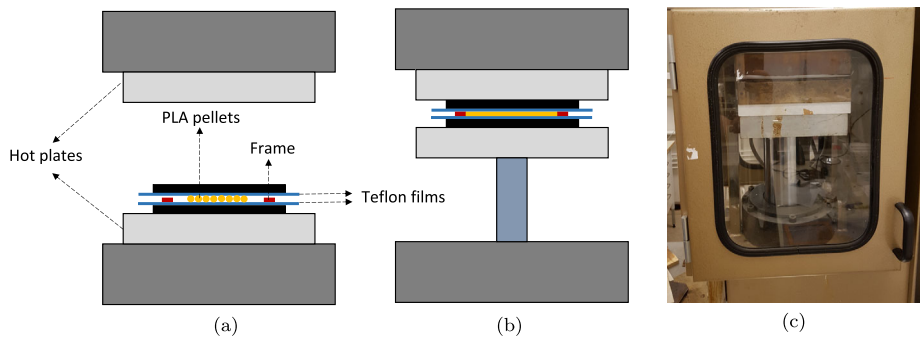 PLA pellets
Frame
Hot plates
Teflon films
(a)
(b)
(c)